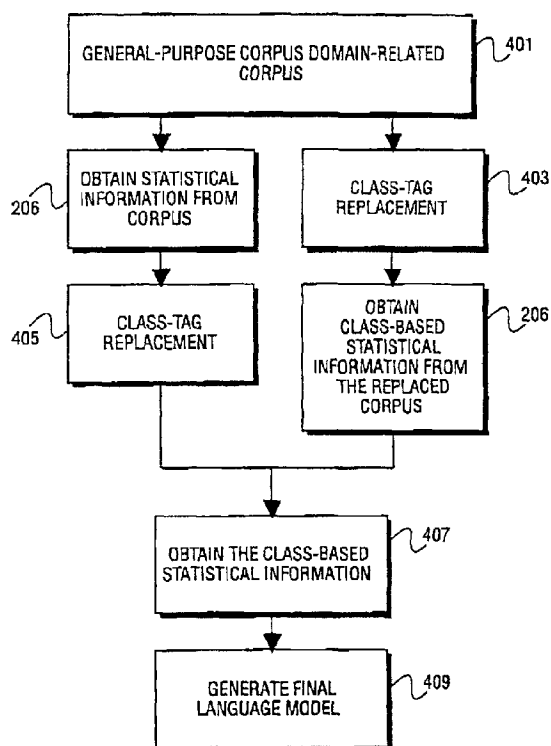 GENERAL-PURPOSE CORPUS DOMAIN-RELATED
CORPUS
401
206
OBTAIN STATISTICAL
INFORMATION FROM
CORPUS
CLASS-TAG
REPLACEMENT
403
405
CLASS-TAG
REPLACEMENT
OBTAIN
CLASS-BASED
STATISTICAL
INFORMATION FROM
THE REPLACED
CORPUS
206
OBTAIN THE CLASS-BASED
STATISTICAL INFORMATION
407
GENERATE FINAL
LANGUAGE MODEL
409